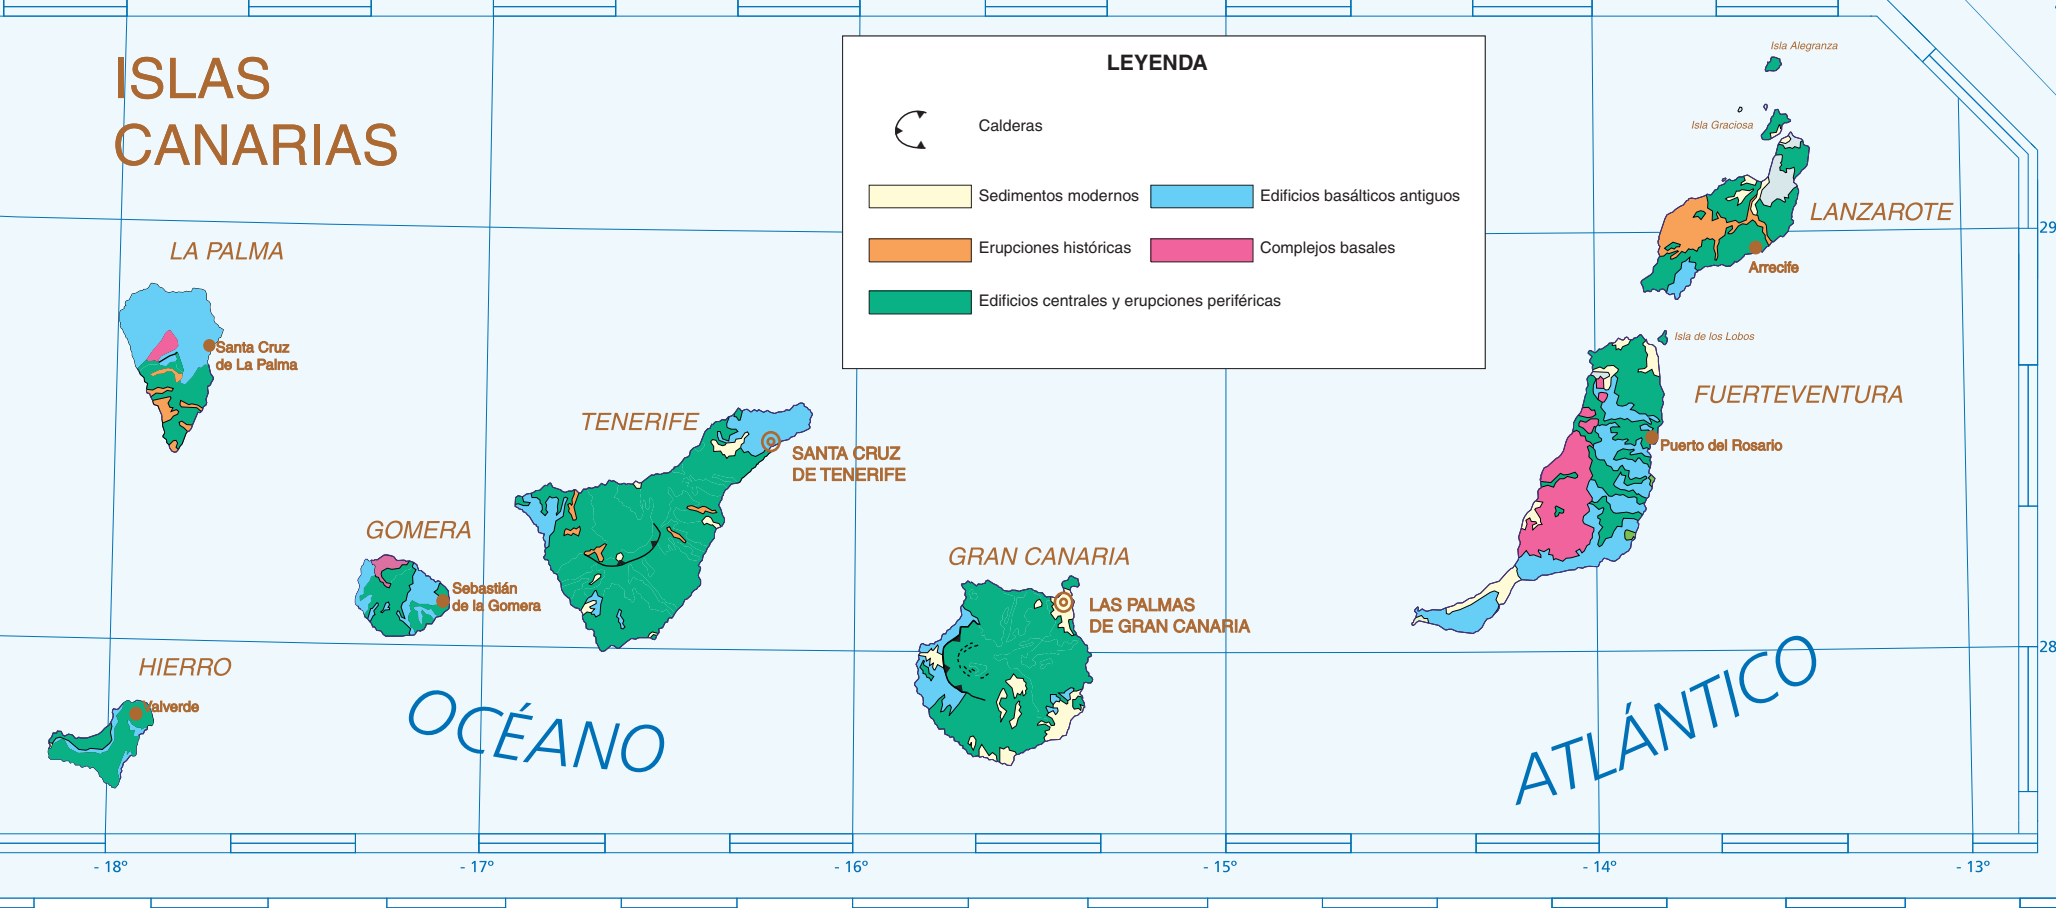 ISLAS
CANARIAS
LEYENDA
Calderas
Sedimentos modernos
Edificios basálticos antiguos
Erupciones históricas
Complejos basales
Edificios centrales y erupciones periféricas
Isla Alegranza
Isla Graciosa
LANZAROTE
Arrecife
29
LA PALMA
Santa Cruz
de La Palma
Isla de los Lobos
FUERTEVENTURA
Puerto del Rosario
TENERIFE
SANTA CRUZ
DE TENERIFE
GOMERA
Sebastián
de la Gomera
GRAN CANARIA
LAS PALMAS
DE GRAN CANARIA
HIERRO
Valverde
28
OCÉANO
ATLÁNTICO
- 18°
- 17°
- 16°
- 15°
- 14°
- 13°